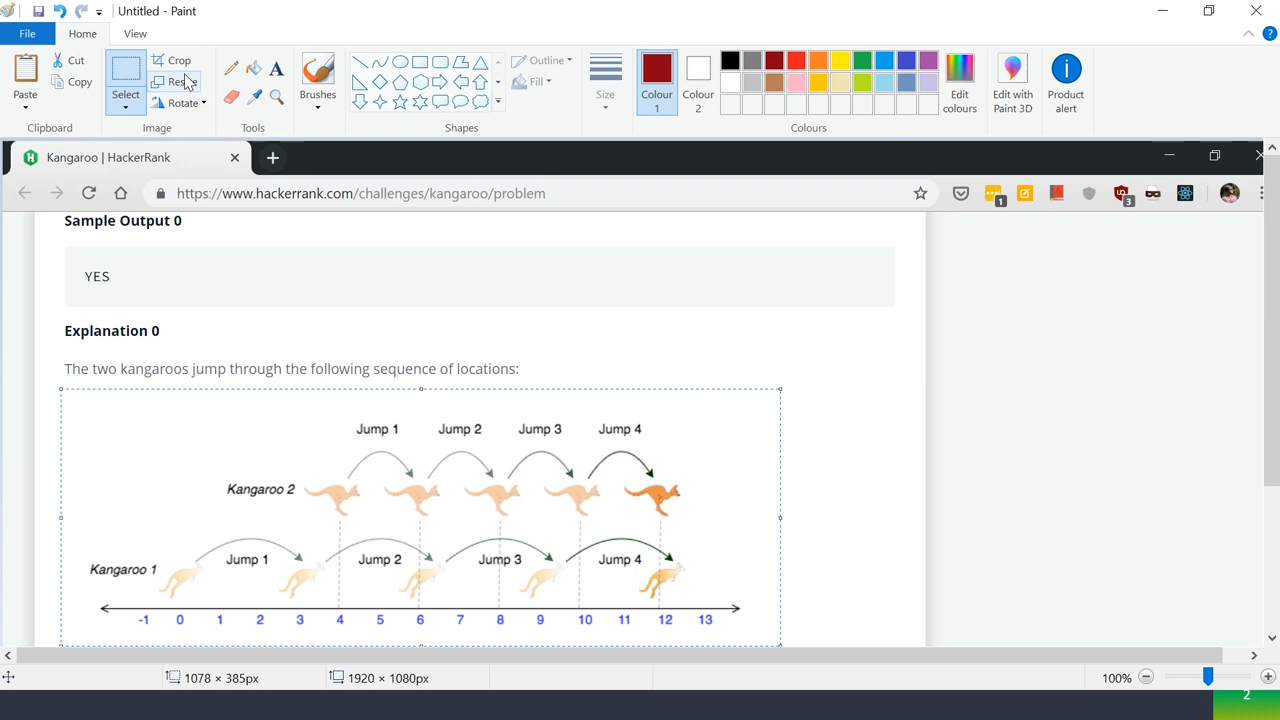 Untitled - Paint
File
Home
View
Paste
Cut
Copy
Clipboard
Select
Crop
Rotate
Image
A
Tools
Brushes
Outline
Fill
Shapes
Size
Colour 1
Colour 2
Edit colours
Colours
Edit with Paint 3D
Product alert
Kangaroo | HackerRank
https://www.hackerrank.com/challenges/kangaroo/problem
1
3
Sample Output 0
YES
Explanation 0
The two kangaroos jump through the following sequence of locations:
Jump 1 Jump 2 Jump 3 Jump 4
Kangaroo 2
Jump 1 Jump 2 Jump 3 Jump 4
Kangaroo 1
-1 0 1 2 3 4 5 6 7 8 9 10 11 12 13
1078 × 385px
1920 × 1080px
100%
2